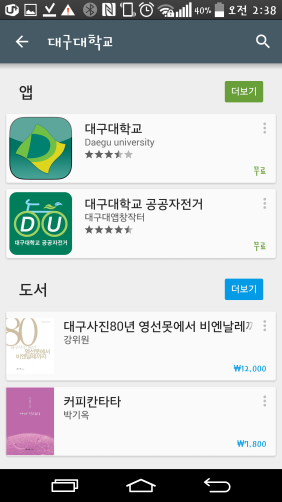 40% 오전 2:38
대구대학교
앱
더보기
대구대학교
Daegu university
무료
DU
대구대학교 공공자전거
대구대학교 공공자전거
대구대앱창작터
무료
도서
더보기
80
대구사진80년 영선못에서 비엔날레까
강위원
₩12,000
커피칸타타
박기옥
₩7,800